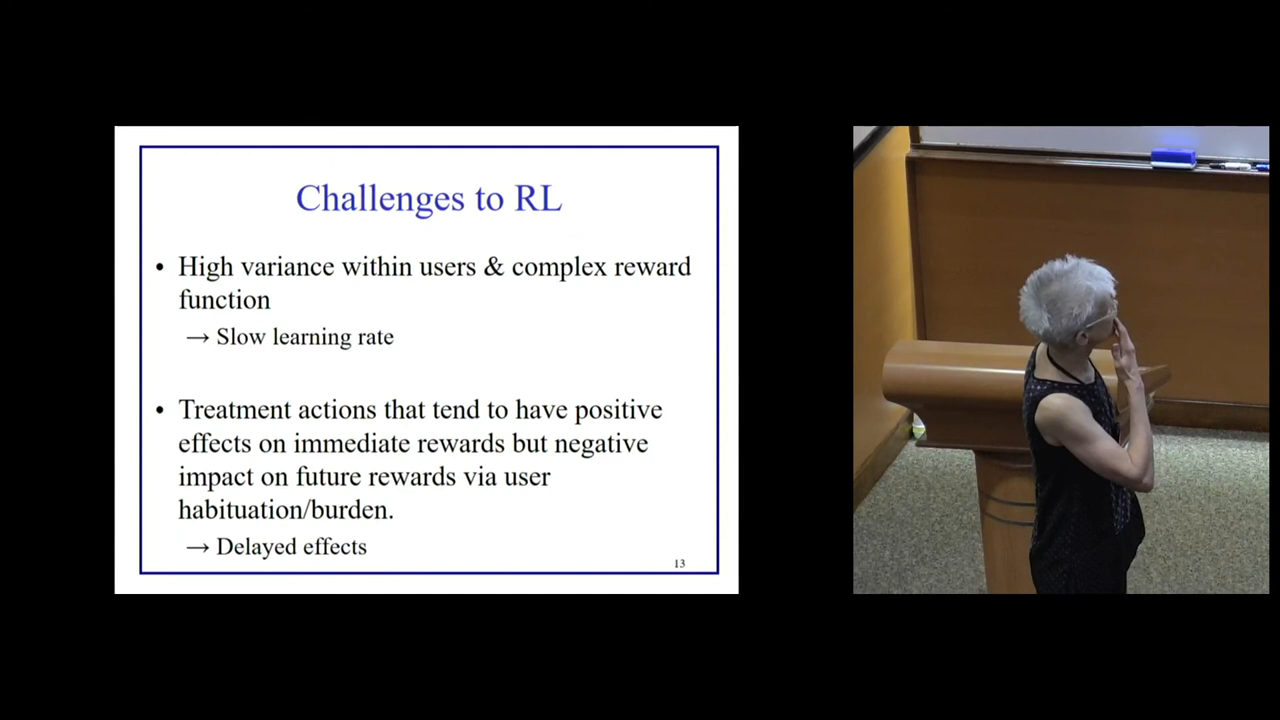 Challenges to RL
• High variance within users & complex reward
function
→ Slow learning rate
• Treatment actions that tend to have positive
effects on immediate rewards but negative
impact on future rewards via user
habituation/burden.
→ Delayed effects
13